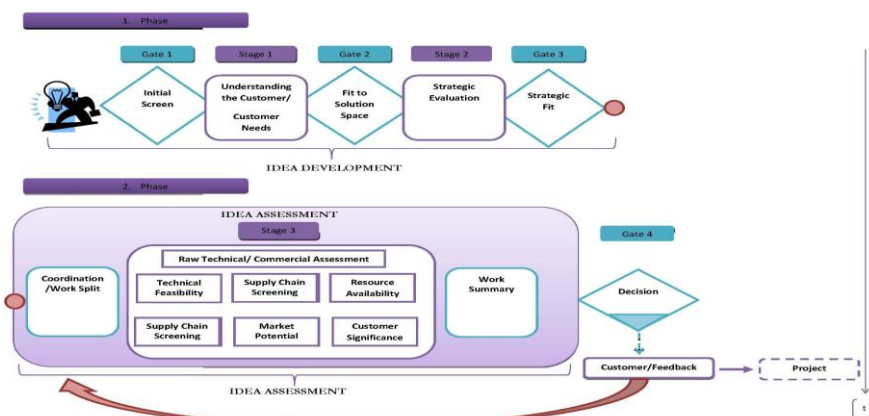 1. Phase
Gate 1
Stage 1
Gate 2
Stage 2
Gate 3
Initial
Screen
Understanding
the Customer/
Customer
Needs
Fit to
Solution
Space
Strategic
Evaluation
Strategic
Fit
IDEA DEVELOPMENT
2. Phase
IDEA ASSESSMENT
Stage 3
Gate 4
Raw Technical/ Commercial Assessment
Coordination
/Work Split
Technical
Feasibility
Supply Chain
Screening
Resource
Availability
Work
Summary
Decision
Supply Chain
Screening
Market
Potential
Customer
Significance
Customer/Feedback
Project
IDEA ASSESSMENT
t